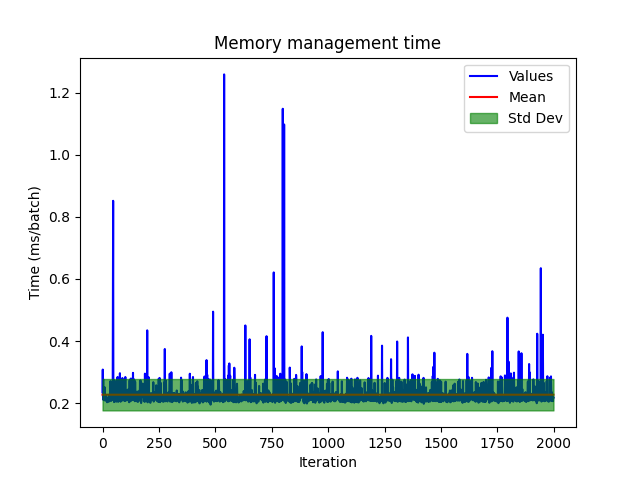 Memory management time
Values
Mean
Std Dev
Time (ms/batch)
1.2
1.0
0.8
0.6
0.4
0.2
0
250
500
750
1000
1250
1500
1750
2000
Iteration